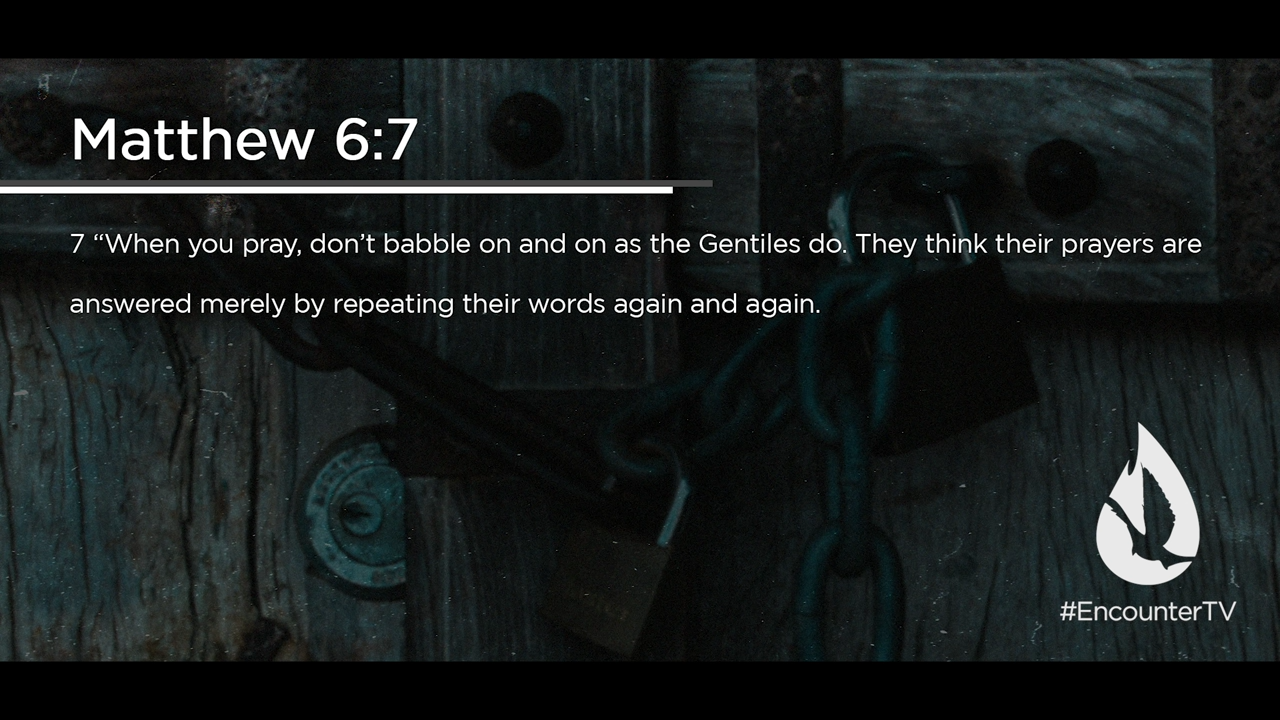 Matthew 6:7
7 “When you pray, don’t babble on and on as the Gentiles do. They think their prayers are
answered merely by repeating their words again and again.
#EncounterTV